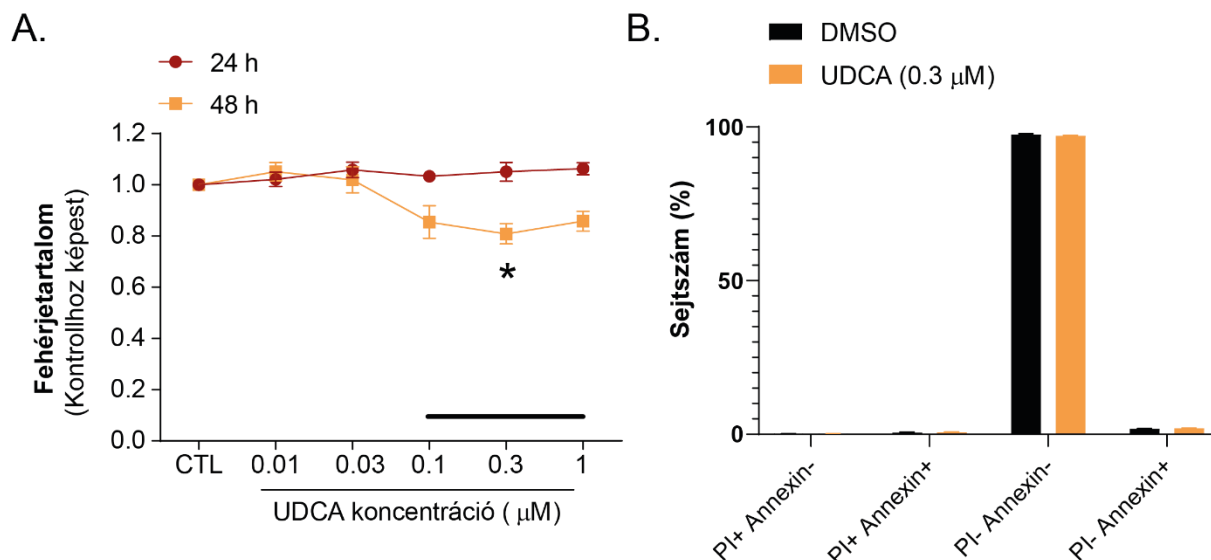 A.
24 h
48 h
Fehérjetartalom
(Kontrollhoz képest)
1.2
1.0
0.8
0.6
0.4
0.2
0.0
*
CTL
0.01
0.03
0.1
0.3
1
UDCA koncentráció ( μM)
B.
DMSO
UDCA (0.3 μM)
Sejtszám (%)
100
50
0
PI+ Annexin-
PI+ Annexin+
PI- Annexin-
PI- Annexin+